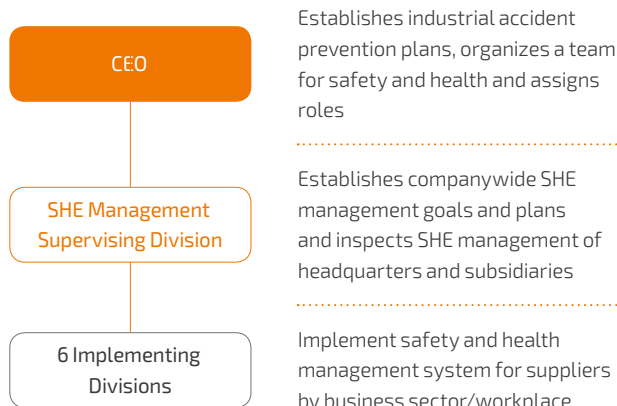 CEO
Establishes industrial accident
prevention plans, organizes a team
for safety and health and assigns
roles
SHE Management
Supervising Division
Establishes companywide SHE
management goals and plans
and inspects SHE management of
headquarters and subsidiaries
6 Implementing
Divisions
Implement safety and health
management system for suppliers
by business sector/workplace